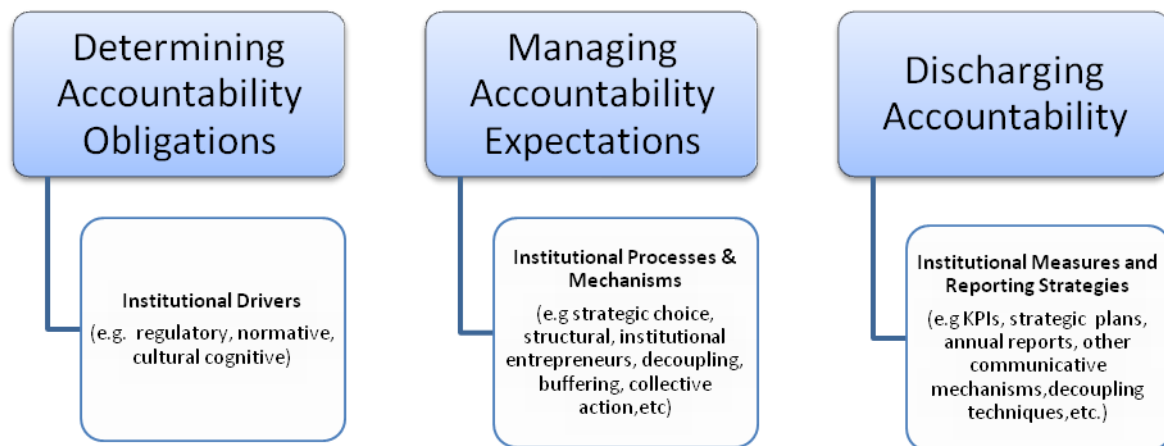 Determining
Accountability
Obligations
Institutional Drivers
(e.g. regulatory, normative,
cultural cognitive)
Managing
Accountability
Expectations
Institutional Processes &
Mechanisms
(e.g strategic choice,
structural, institutional
entrepreneurs, decoupling,
buffering, collective
action,etc)
Discharging
Accountability
Institutional Measures and
Reporting Strategies
(e.g KPIs, strategic plans,
annual reports, other
communicative
mechanisms,decoupling
techniques,etc.)